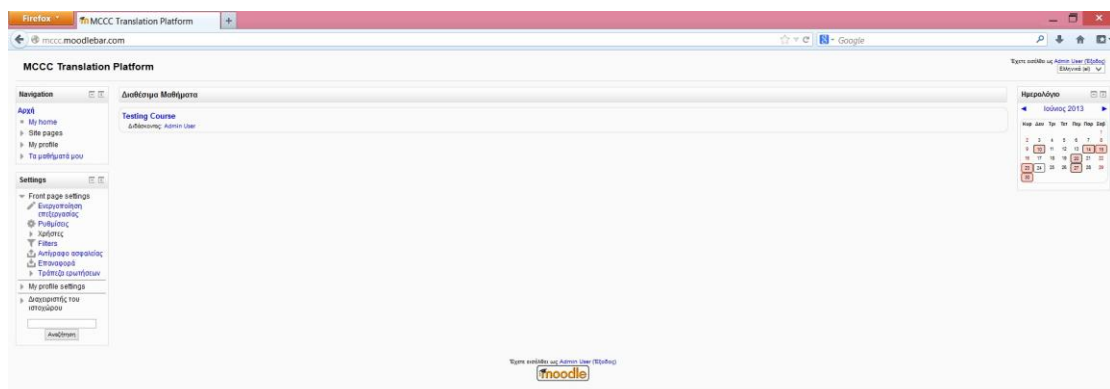 Firefox
MCCC Translation Platform
+
mccc.moodlebar.com
Google
MCCC Translation Platform
Έχετε εισέλθει ως Admin User (Έξοδος)
Ελληνικά (el)
Navigation
Αρχή
My home
Site pages
My profile
Τα μαθήματά μου
Settings
Front page settings
Ενεργοποίηση
επεξεργασίας
Ρυθμίσεις
Χρήστες
Filters
Αντίγραφο ασφαλείας
Επαναφορά
Τράπεζα ερωτήσεων
My profile settings
Διαχειριστής του
ιστοχώρου
Αναζήτηση
Διαθέσιμα Μαθήματα
Testing Course
Διδάσκοντες: Admin User
Ημερολόγιο
Ιούνιος 2013
Κυρ Δευ Τρι Τετ Πεμ Παρ Σαβ
1
2 3 4 5 6 7 8
9 10 11 12 13 14 15
16 17 18 19 20 21 22
23 24 25 26 27 28 29
30
Έχετε εισέλθει ως Admin User (Έξοδος)
moodle